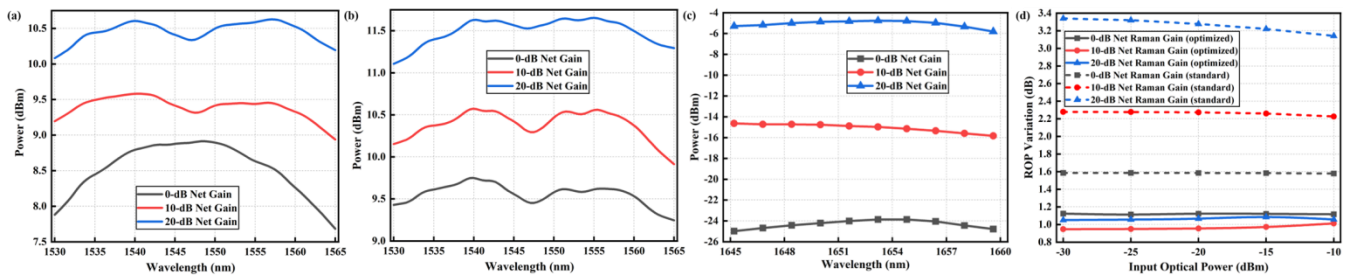 (a)
10.5
10.0
9.5
9.0
8.5
8.0
7.5
Power (dBm)
0-dB Net Gain
10-dB Net Gain
20-dB Net Gain
1530 1535 1540 1545 1550 1555 1560 1565
Wavelength (nm)
(b)
11.5
11.0
10.5
10.0
9.5
9.0
Power (dBm)
0-dB Net Gain
10-dB Net Gain
20-dB Net Gain
1530 1535 1540 1545 1550 1555 1560 1565
Wavelength (nm)
(c)
-4
-6
-8
-10
-12
-14
-16
-18
-20
-22
-24
-26
Power (dBm)
0-dB Net Gain
10-dB Net Gain
20-dB Net Gain
1645 1648 1651 1654 1657 1660
Wavelength (nm)
(d)
3.4
3.2
3.0
2.8
2.6
2.4
2.2
2.0
1.8
1.6
1.4
1.2
1.0
0.8
ROP Variation (dB)
0-dB Net Raman Gain (optimized)
10-dB Net Raman Gain (optimized)
20-dB Net Raman Gain (optimized)
0-dB Net Raman Gain (standard)
10-dB Net Raman Gain (standard)
20-dB Net Raman Gain (standard)
-30 -25 -20 -15 -10
Input Optical Power (dBm)